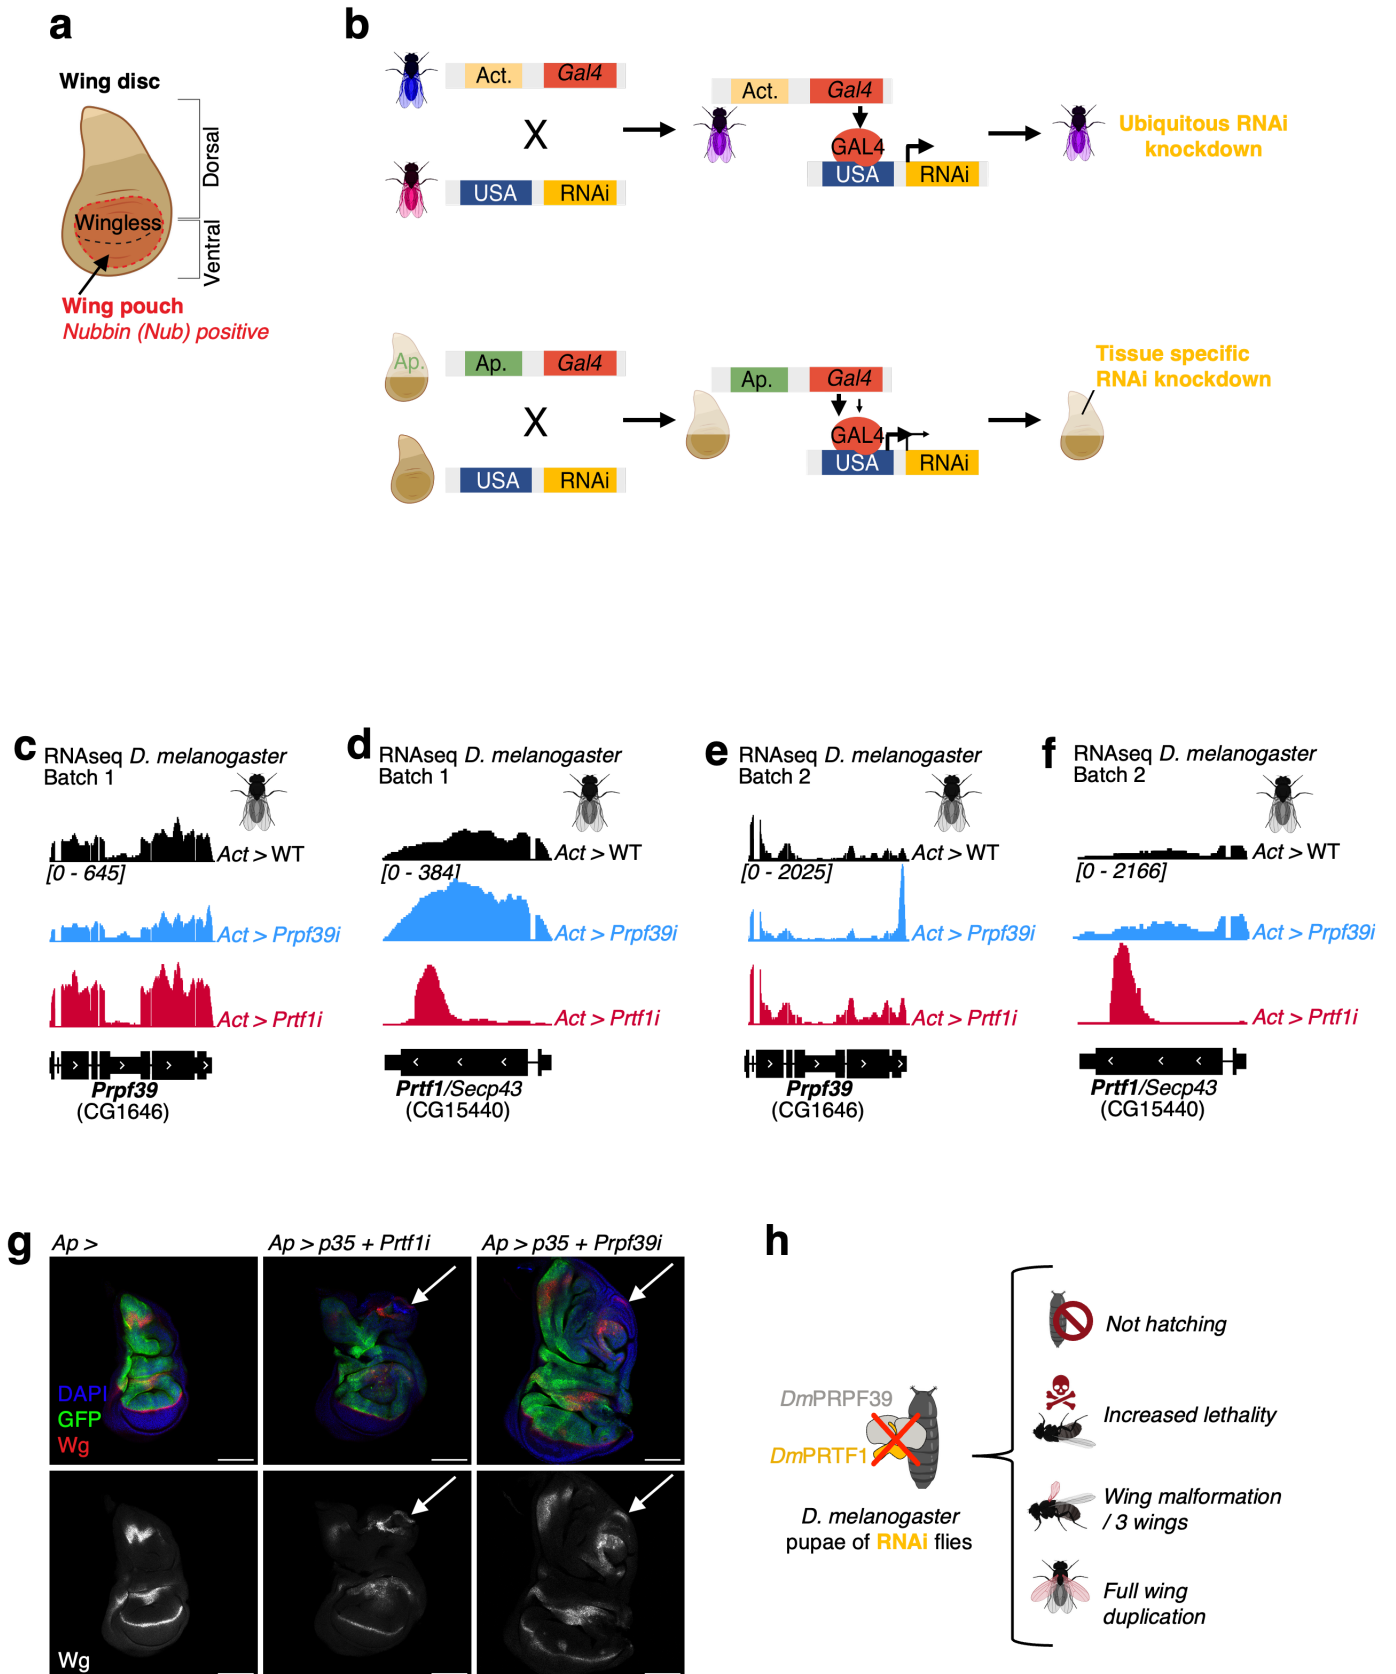 a
Wing disc
Dorsal
Ventral
Wingless
Wing pouch
Nubbin (Nub) positive
b
Act. Gal4
X
USA RNAi
Act. Gal4
GAL4
USA RNAi
Ubiquitous RNAi
knockdown
Ap.
Ap. Gal4
X
USA RNAi
Ap. Gal4
GAL4
USA RNAi
Tissue specific
RNAi knockdown
c
RNAseq D. melanogaster
Batch 1
Act > WT
[0 - 645]
Act > Prpf39i
Act > Prtf1i
Prpf39
(CG1646)
d
RNAseq D. melanogaster
Batch 1
Act > WT
[0 - 384]
Act > Prpf39i
Act > Prtf1i
Prtf1/Secp43
(CG15440)
e
RNAseq D. melanogaster
Batch 2
Act > WT
[0 - 2025]
Act > Prpf39i
Act > Prtf1i
Prpf39
(CG1646)
f
RNAseq D. melanogaster
Batch 2
Act > WT
[0 - 2166]
Act > Prpf39i
Act > Prtf1i
Prtf1/Secp43
(CG15440)
g
Ap >
Ap > p35 + Prtf1i
Ap > p35 + Prpf39i
DAPI
GFP
Wg
Wg
h
DmPRPF39
DmPRTF1
D. melanogaster
pupae of RNAi flies
Not hatching
Increased lethality
Wing malformation
/ 3 wings
Full wing
duplication